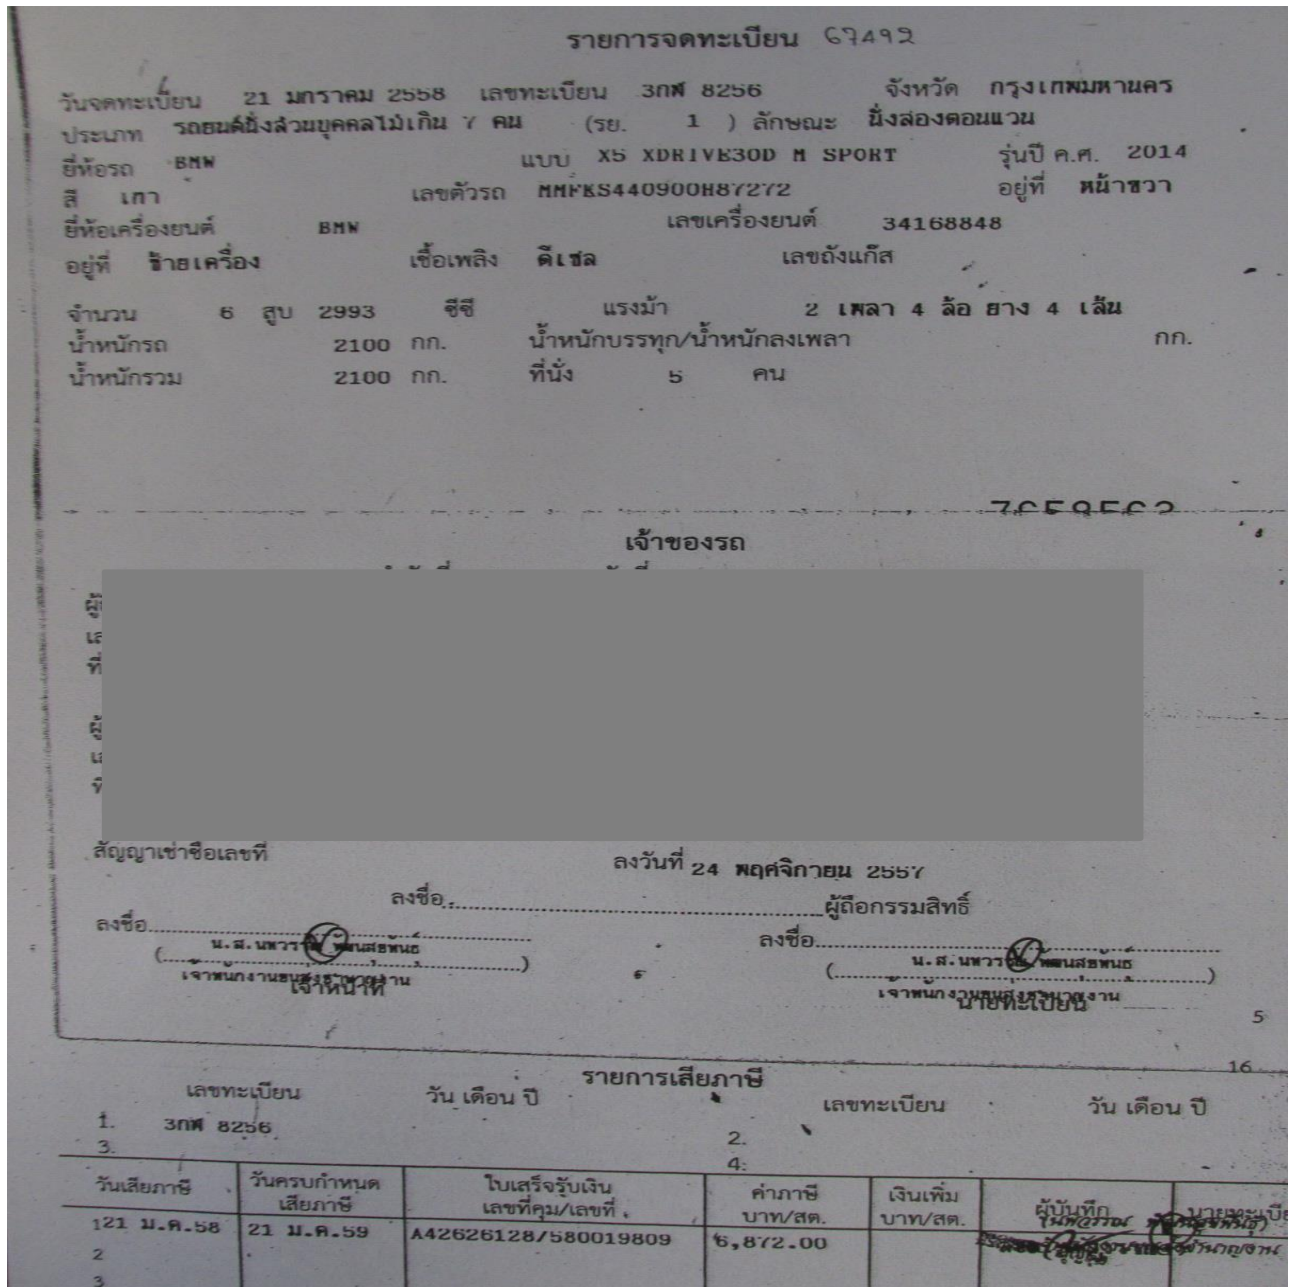 รายการจดทะเบียน 67492
วันจดทะเบียน 21 มกราคม 2558 เลขทะเบียน 3กฬ 8256 จังหวัด กรุงเทพมหานคร
ประเภท รถยนต์นั่งส่วนบุคคลไม่เกิน 7 คน (รย. 1 ) ลักษณะ นั่งสองตอนแวน
ยี่ห้อรถ BMW แบบ X5 XDRIVE30D M SPORT รุ่นปี ค.ศ. 2014
สี เทา เลขตัวรถ MMFKS440900H87272 อยู่ที่ หน้าขวา
ยี่ห้อเครื่องยนต์ BMW เลขเครื่องยนต์ 34168848
อยู่ที่ ซ้ายเครื่อง เชื้อเพลิง ดีเซล เลขถังแก๊ส -
จำนวน 6 สูบ 2993 ซีซี แรงม้า 2 เพลา 4 ล้อ ยาง 4 เส้น
น้ำหนักรถ 2100 กก. น้ำหนักบรรทุก/น้ำหนักลงเพลา กก.
น้ำหนักรวม 2100 กก. ที่นั่ง 5 คน
เจ้าของรถ
สัญญาเช่าซื้อเลขที่ ลงวันที่ 24 พฤศจิกายน 2557
ลงชื่อ ผู้ถือกรรมสิทธิ์
ลงชื่อ ลงชื่อ
เจ้าหน้าที่ นายทะเบียน
5
16
รายการเสียภาษี
เลขทะเบียน วัน เดือน ปี เลขทะเบียน วัน เดือน ปี
1. 3กฬ 8256 2.
3. 4.
วันเสียภาษี วันครบกำหนดเสียภาษี ใบเสร็จรับเงิน เลขที่คุม/เลขที่ ค่าภาษี บาท/สต. เงินเพิ่ม บาท/สต. ผู้บันทึก
1 21 ม.ค.58 21 ม.ค.59 A42626128/580019809 6,872.00
2
3